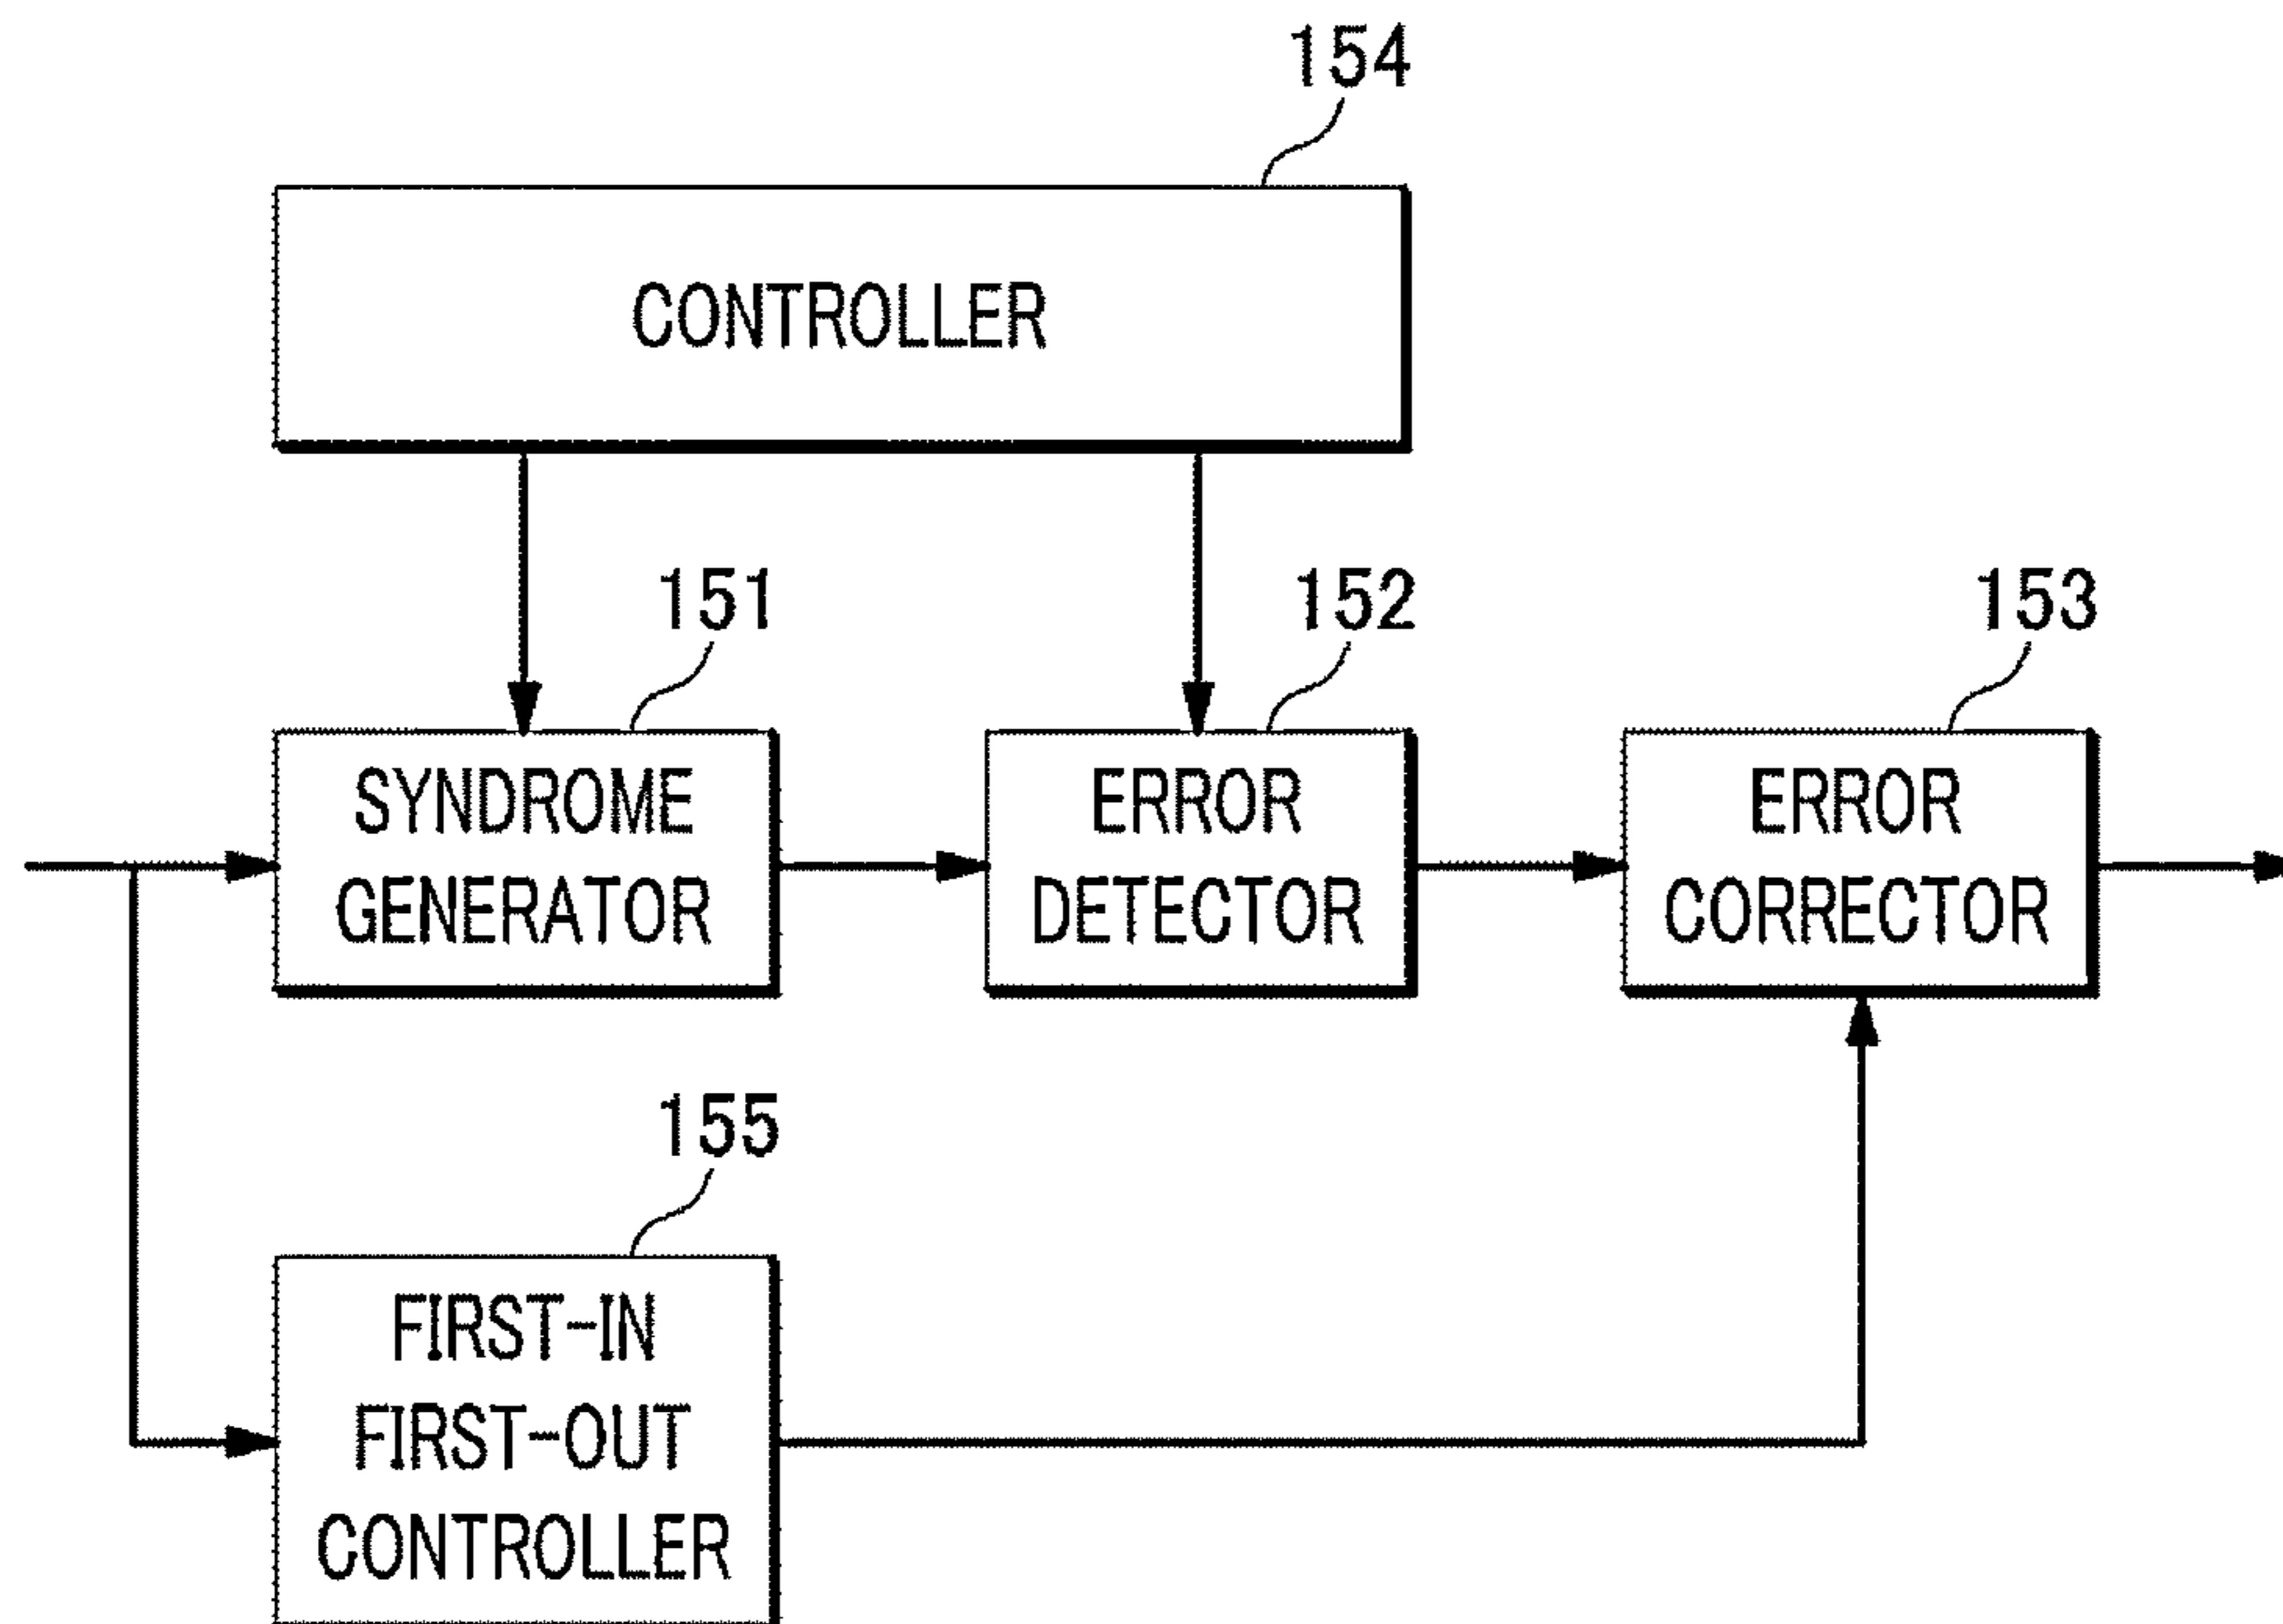 154
CONTROLLER
151
152
153
SYNDROME
GENERATOR
ERROR
DETECTOR
ERROR
CORRECTOR
155
FIRST-IN
FIRST-OUT
CONTROLLER